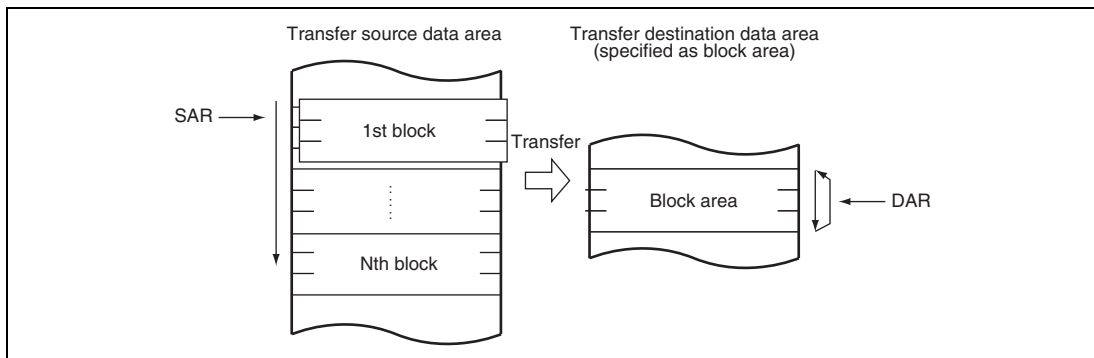 Transfer source data area
Transfer destination data area
(specified as block area)
SAR
1st block
Transfer
Block area
DAR
Nth block